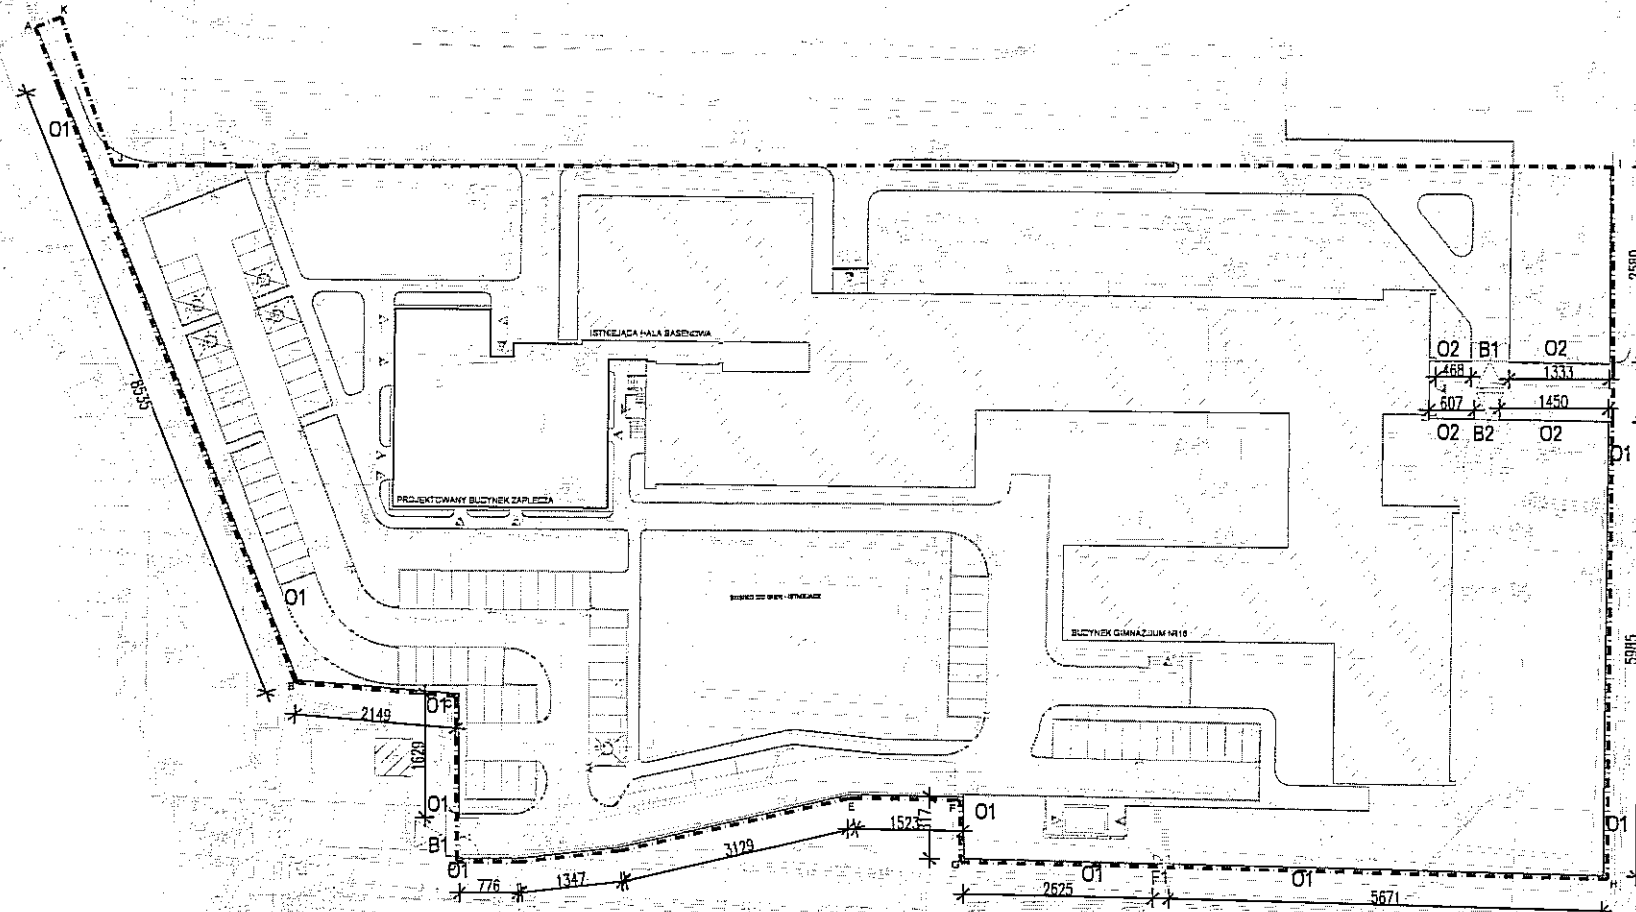 A K
O1
I
2580
ISTNIEJĄCA HALA BASENOWA
O2 B1 O2
468 1333
607 1450
8535
O2 B2 O2
O1
PROJEKTOWANY BUDYNEK ZAPLECZA
O1
BUDYNEK GIMNAZJUM NR16
5985
B
O1
2149
1629
E F
O1 O1
O1
1523
B1
3129
O1
G
O1 O1
H
776 1347
2625 5671